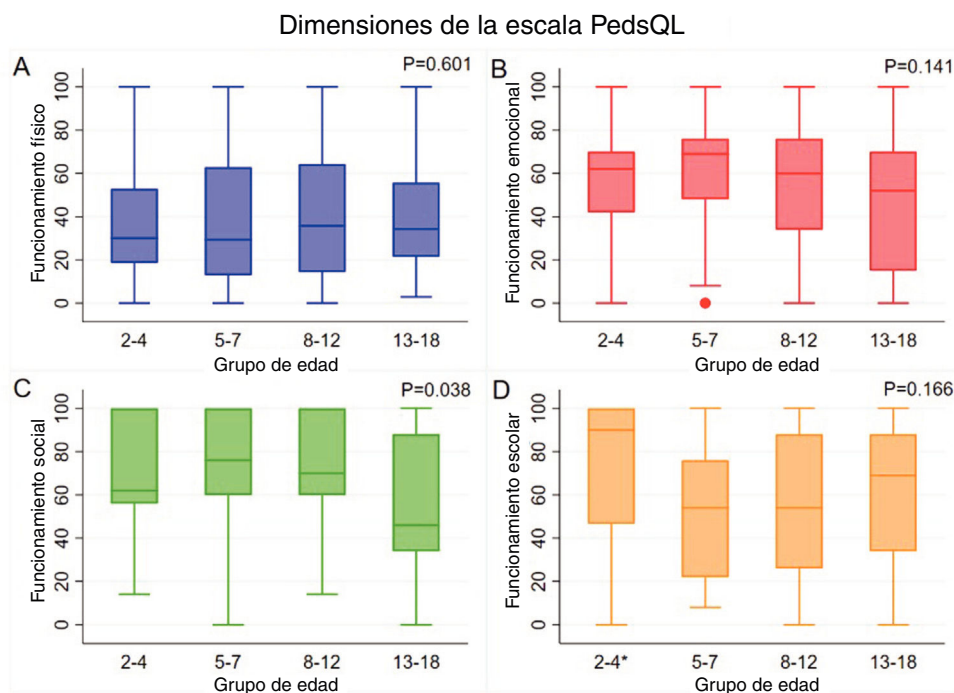 Dimensiones de la escala PedsQL
A
P=0.601
Funcionamiento físico
100
80
60
40
20
0
2-4 5-7 8-12 13-18
Grupo de edad
B
P=0.141
Funcionamiento emocional
100
80
60
40
20
0
2-4 5-7 8-12 13-18
Grupo de edad
C
P=0.038
Funcionamiento social
100
80
60
40
20
0
2-4 5-7 8-12 13-18
Grupo de edad
D
P=0.166
Funcionamiento escolar
100
80
60
40
20
0
2-4* 5-7 8-12 13-18
Grupo de edad